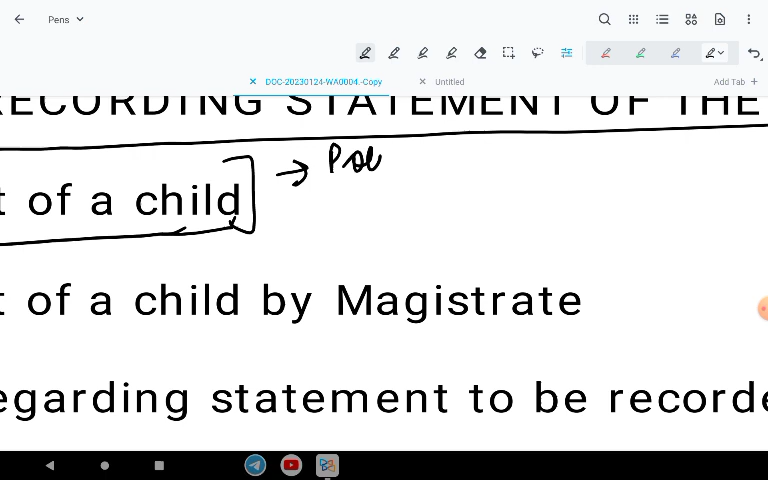 Pens
DOC-20230124-WA0004.-Copy
Untitled
Add Tab +
RECORDING STATEMENT OF THE
t of a child
t of a child by Magistrate
egarding statement to be recorde